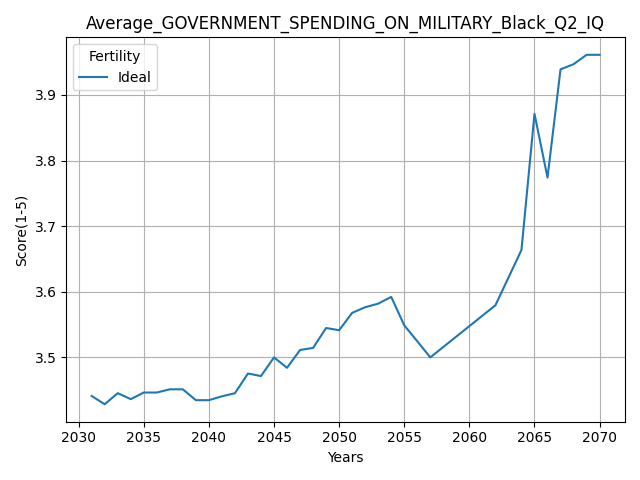 Average_GOVERNMENT_SPENDING_ON_MILITARY_Black_Q2_IQ
Fertility
Ideal
3.9
3.8
3.7
3.6
3.5
Score(1-5)
2030 2035 2040 2045 2050 2055 2060 2065 2070
Years